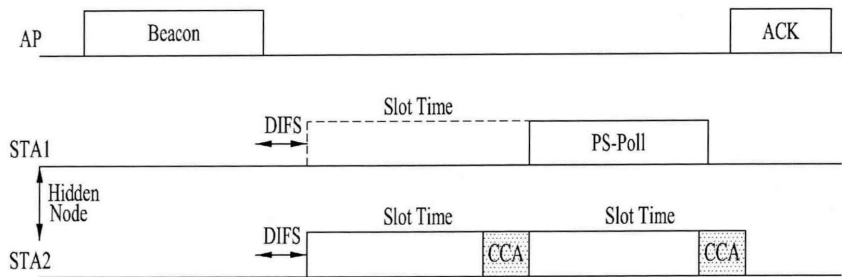 AP
Beacon
ACK
Slot Time
DIFS
STA1
PS-Poll
Hidden
Node
Slot Time
Slot Time
DIFS
STA2
CCA
CCA